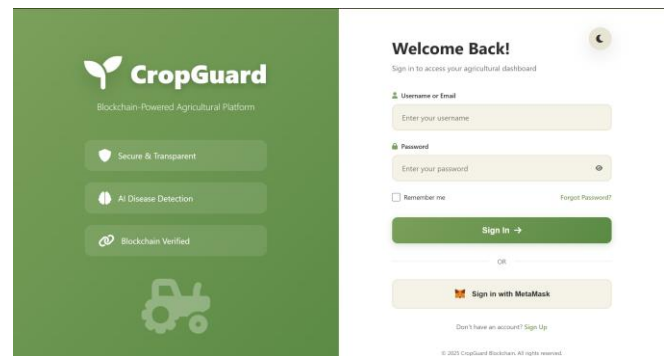 CropGuard
Blockchain-Powered Agricultural Platform
Secure & Transparent
AI Disease Detection
Blockchain Verified
Welcome Back!
Sign in to access your agricultural dashboard
Username or Email
Enter your username
Password
Enter your password
Remember me
Forgot Password?
Sign In →
OR
Sign in with MetaMask
Don't have an account? Sign Up
© 2025 CropGuard Blockchain. All rights reserved.